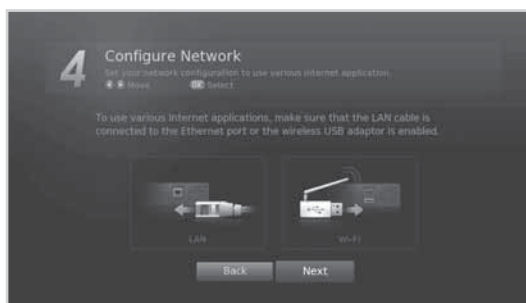 4
Configure Network
Set your network configuration to use various internet application.
Move OK Select
To use various Internet applications, make sure that the LAN cable is
connected to the Ethernet port or the wireless USB adaptor is enabled.
LAN
Wi-Fi
Back
Next